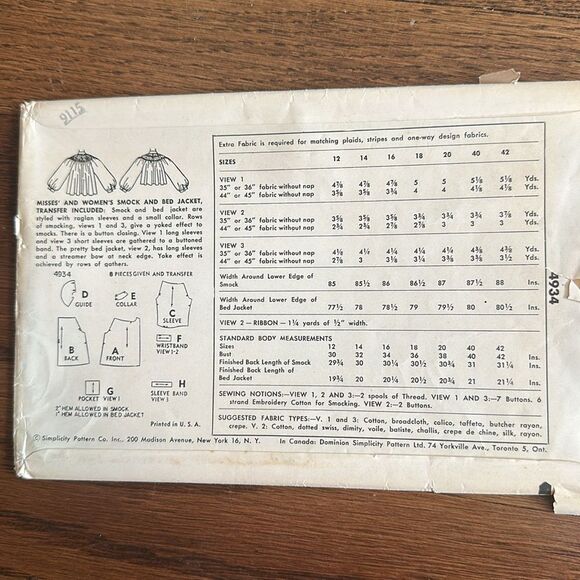 9115
MISSES' AND WOMEN'S SMOCK AND BED JACKET,
TRANSFER INCLUDED: Smock and bed jacket are
styled with raglan sleeves and a small collar. Rows
of smocking, views 1 and 3, give a yoked effect to
smocks. There is a button closing. View 1 long sleeves
and view 3 short sleeves are gathered to a buttoned
band. The pretty bed jacket, view 2, has long sleeves
and a streamer bow at neck edge. Yoke effect is
achieved by rows of gathers.
4934 8 PIECES GIVEN AND TRANSFER
D
GUIDE
E
COLLAR
C
SLEEVE
B
BACK
A
FRONT
F
WRISTBAND
VIEW 1-2
G
POCKET VIEW 1
H
SLEEVE BAND
VIEW 3
2" HEM ALLOWED IN SMOCK
1" HEM ALLOWED IN BED JACKET
Printed in U. S. A.
Extra Fabric is required for matching plaids, stripes and one-way design fabrics.
SIZES 12 14 16 18 20 40 42
VIEW 1
35" or 36" fabric without nap 4⅞ 4⅞ 4⅞ 5 5 5⅛ 5⅛ Yds.
44" or 45" fabric without nap 3⅝ 3⅝ 3¾ 4 4 4⅛ 4⅛ Yds.
VIEW 2
35" or 36" fabric without nap 3⅝ 3⅝ 3⅝ 3¾ 3¾ 3¾ 3⅞ Yds.
44" or 45" fabric without nap 2¾ 2¾ 2⅞ 2⅞ 3 3 3 Yds.
VIEW 3
35" or 36" fabric without nap 4⅛ 4¼ 4¼ 4¼ 4¼ 4⅜ 4⅜ Yds.
44" or 45" fabric without nap 2⅞ 3 3⅛ 3¼ 3⅜ 3⅜ 3½ Yds.
Width Around Lower Edge of
Smock 85 85½ 86 86½ 87 87½ 88 Ins.
Width Around Lower Edge of
Bed Jacket 77½ 78 78½ 79 79½ 80 80½ Ins.
VIEW 2—RIBBON—1¼ yards of ½" width.
STANDARD BODY MEASUREMENTS
Sizes 12 14 16 18 20 40 42
Bust 30 32 34 36 38 40 42 Ins.
Finished Back Length of Smock 29¾ 30 30¼ 30½ 30¾ 31 31¼ Ins.
Finished Back Length of
Bed Jacket 19¾ 20 20¼ 20½ 20¾ 21 21¼ Ins.
SEWING NOTIONS:—VIEW 1, 2 AND 3:—2 spools of Thread. VIEW 1 AND 3:—7 Buttons. 6
strand Embroidery Cotton for Smocking. VIEW 2:—2 Buttons.
SUGGESTED FABRIC TYPES:—V. 1 and 3: Cotton, broadcloth, calico, taffeta, butcher rayon,
crepe. V. 2: Cotton, dotted swiss, dimity, voile, batiste, challis, crepe de chine, silk, rayon.
4934
© Simplicity Pattern Co. Inc., 200 Madison Avenue, New York 16, N. Y. In Canada: Dominion Simplicity Pattern Ltd. 74 Yorkville Ave., Toronto 5, Ont.